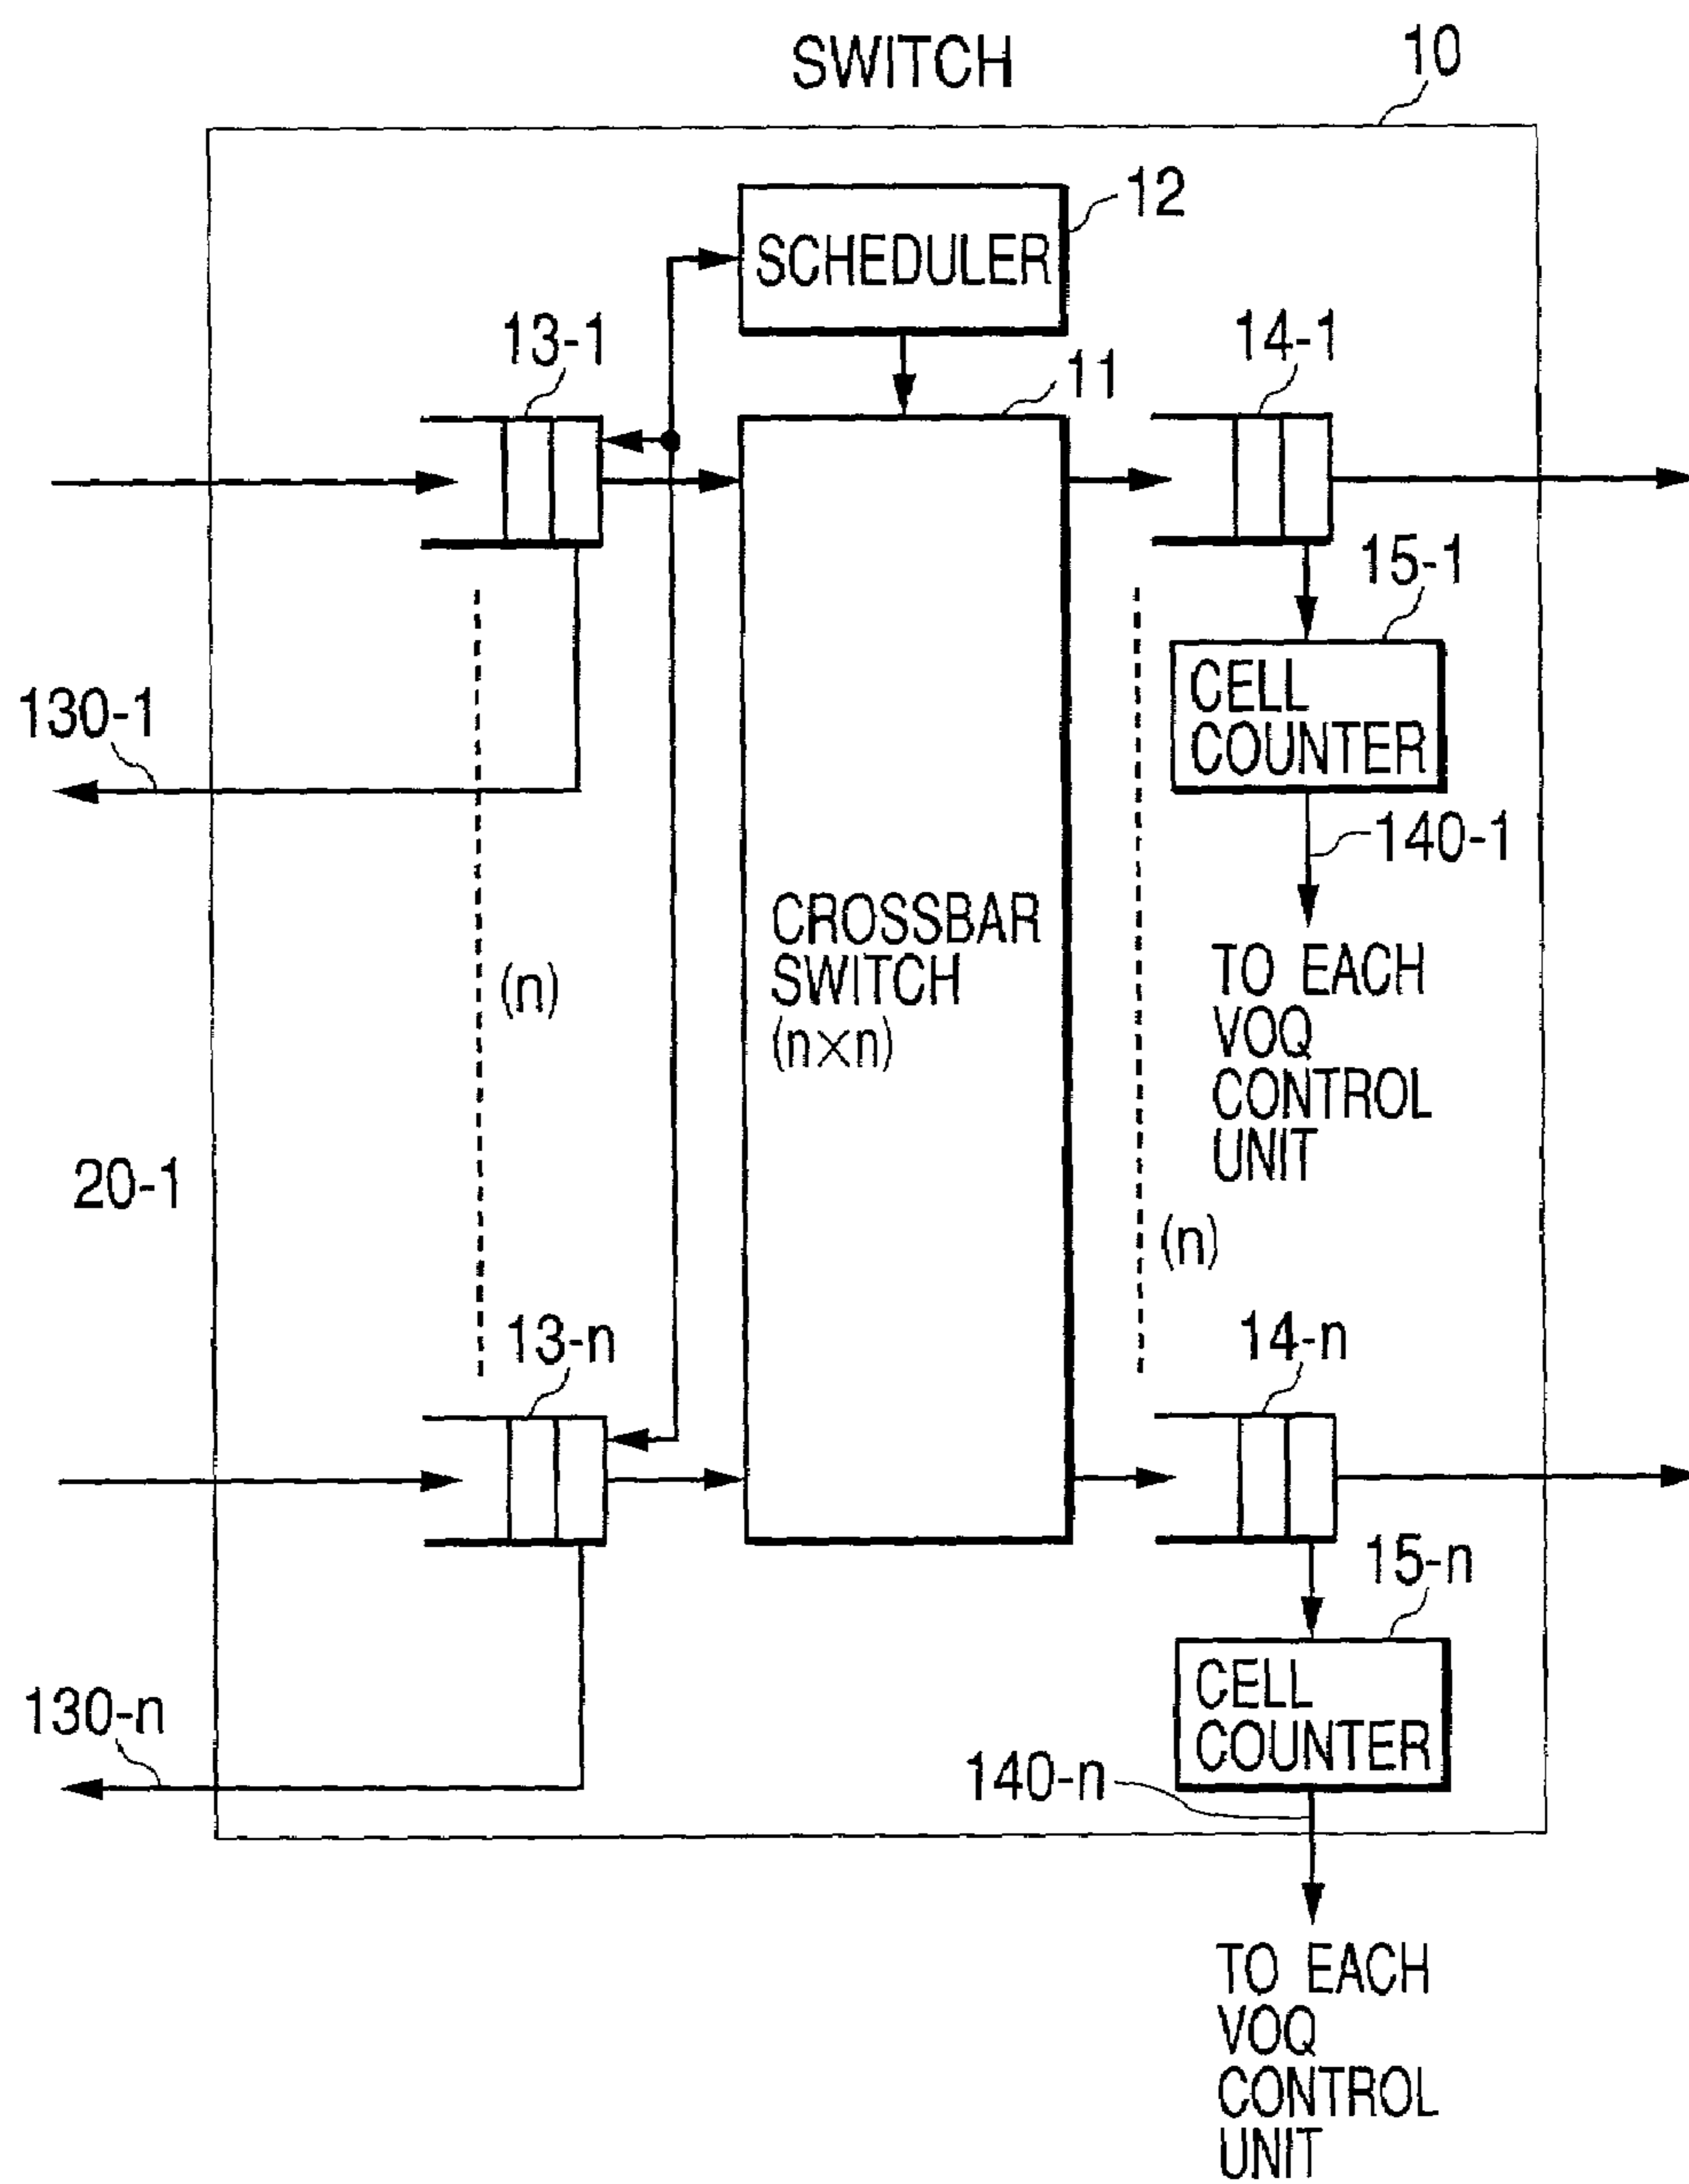 SWITCH
10
12
SCHEDULER
13-1
14-1
11
15-1
CELL
COUNTER
130-1
140-1
CROSSBAR
SWITCH
(n×n)
(n)
TO EACH
VOQ
CONTROL
UNIT
20-1
(n)
13-n
14-n
15-n
CELL
COUNTER
130-n
140-n
TO EACH
VOQ
CONTROL
UNIT